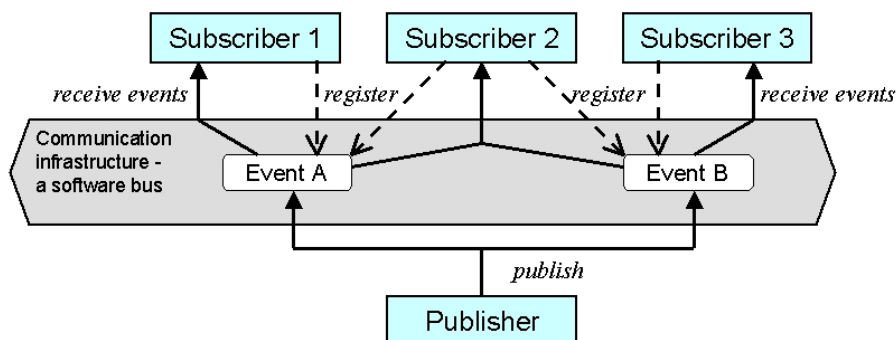 Subscriber 1
Subscriber 2
Subscriber 3
receive events
register
register
receive events
Communication
infrastructure -
a software bus
Event A
Event B
publish
Publisher